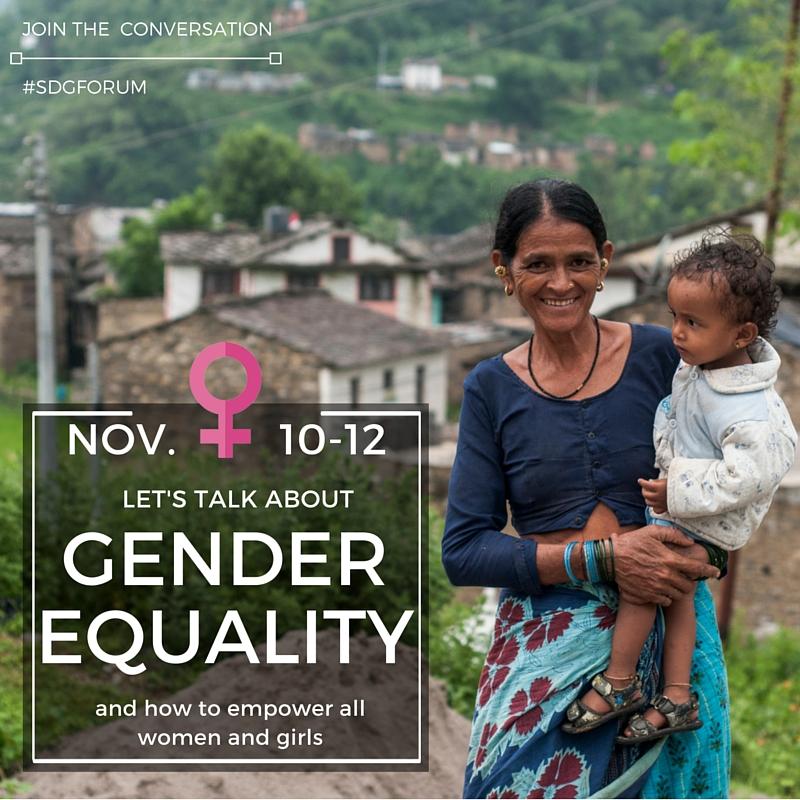 JOIN THE CONVERSATION
#SDGFORUM
NOV. 10-12
LET'S TALK ABOUT
GENDER
EQUALITY
and how to empower all
women and girls